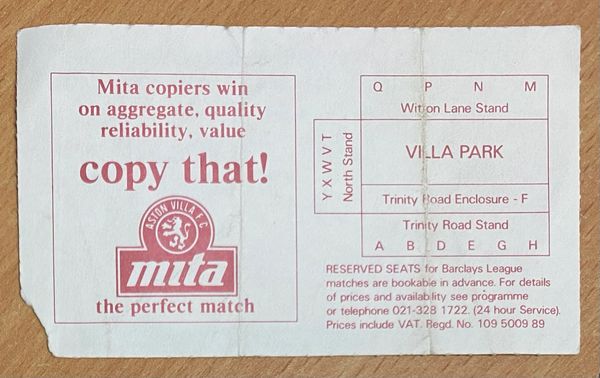 Mita copiers win
on aggregate, quality
reliability, value
copy that!
ASTON VILLA F.C
mita
the perfect match
Q P N M
Witton Lane Stand
Y X W V T
North Stand
VILLA PARK
Trinity Road Enclosure - F
Trinity Road Stand
A B D E G H
RESERVED SEATS for Barclays League
matches are bookable in advance. For details
of prices and availability see programme
or telephone 021-328 1722. (24 hour Service).
Prices include VAT. Regd. No. 109 5009 89